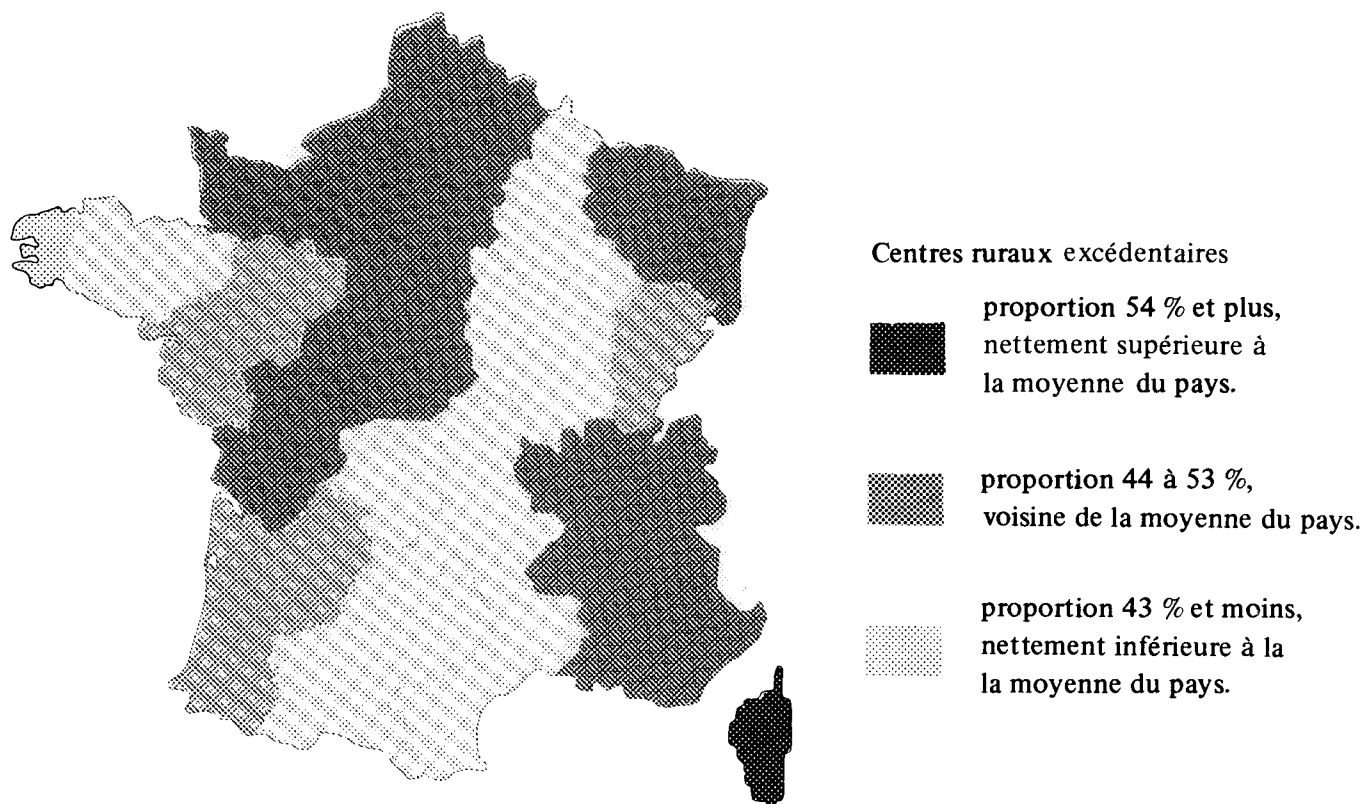 Centres ruraux excédentaires
proportion 54 % et plus,
nettement supérieure à
la moyenne du pays.
proportion 44 à 53 %,
voisine de la moyenne du pays.
proportion 43 % et moins,
nettement inférieure à la
la moyenne du pays.